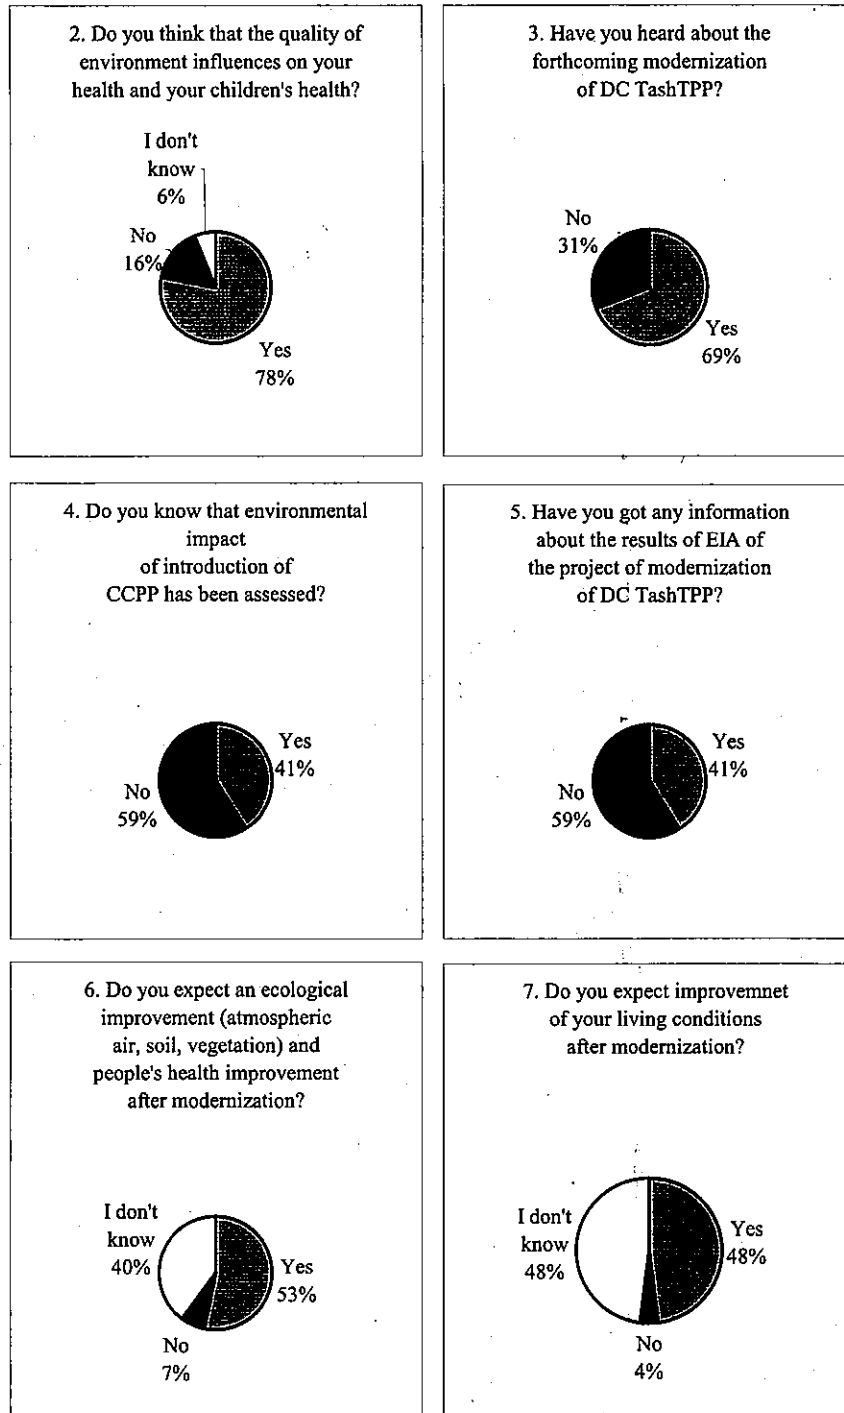 2. Do you think that the quality of
environment influences on your
health and your children's health?
I don't
know
6%
No
16%
Yes
78%
3. Have you heard about the
forthcoming modernization
of DC TashTPP?
No
31%
Yes
69%
4. Do you know that environmental
impact
of introduction of
CCPP has been assessed?
Yes
41%
No
59%
5. Have you got any information
about the results of EIA of
the project of modernization
of DC TashTPP?
Yes
41%
No
59%
6. Do you expect an ecological
improvement (atmospheric
air, soil, vegetation) and
people's health improvement
after modernization?
I don't
know
40%
Yes
53%
No
7%
7. Do you expect improvemnet
of your living conditions
after modernization?
I don't
know
48%
Yes
48%
No
4%